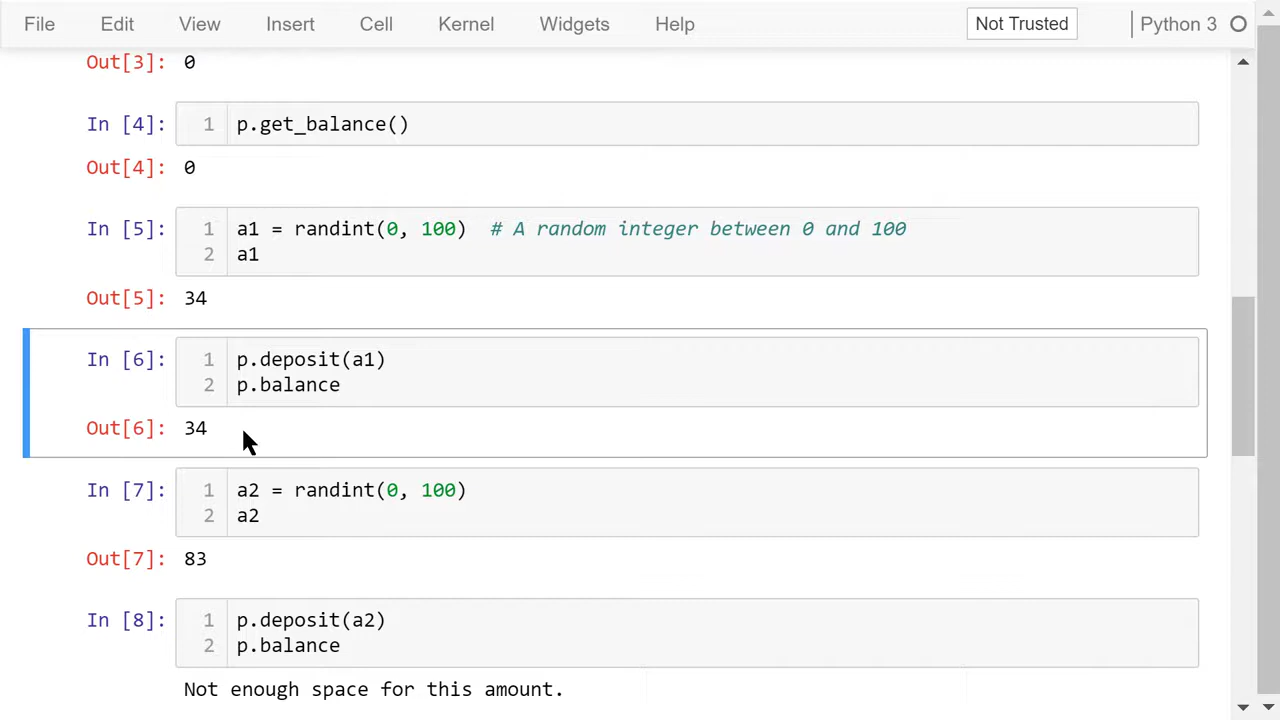 File Edit View Insert Cell Kernel Widgets Help Not Trusted Python 3
Out[3]: 0
In [4]: 1 p.get_balance()
Out[4]: 0
In [5]: 1 a1 = randint(0, 100)  # A random integer between 0 and 100
2 a1
Out[5]: 34
In [6]: 1 p.deposit(a1)
2 p.balance
Out[6]: 34
In [7]: 1 a2 = randint(0, 100)
2 a2
Out[7]: 83
In [8]: 1 p.deposit(a2)
2 p.balance
Not enough space for this amount.